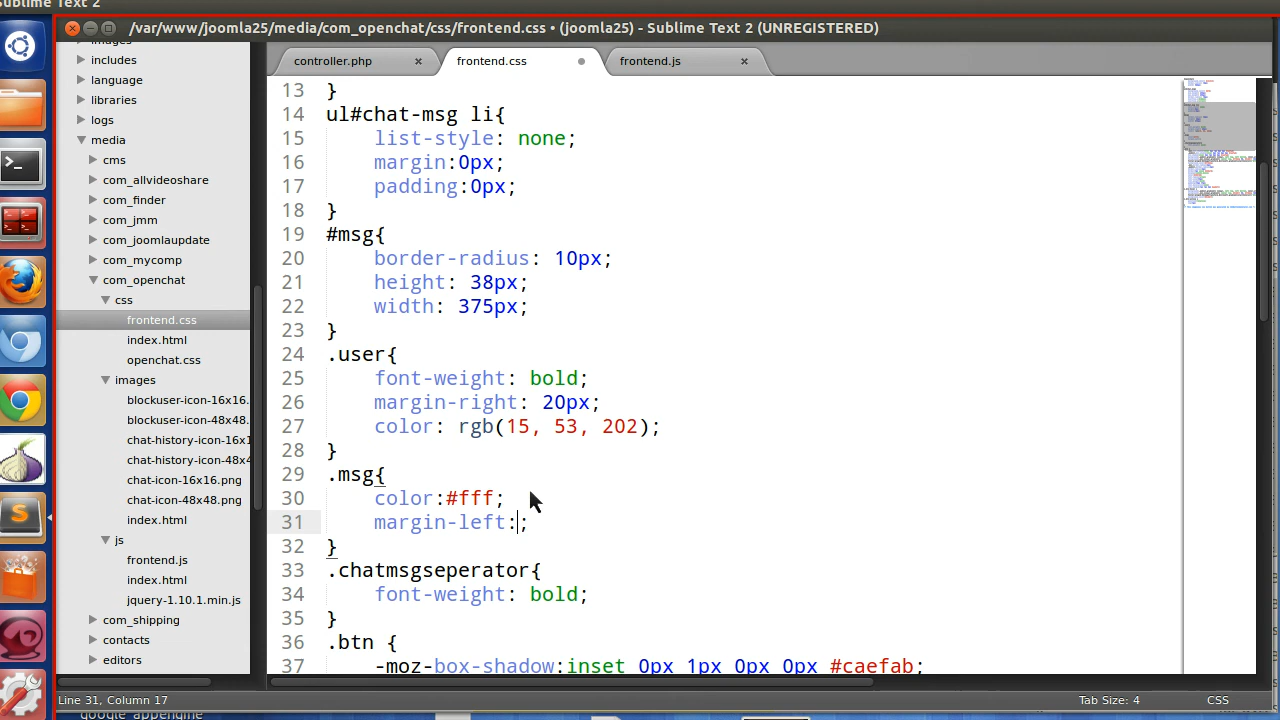 Sublime Text 2
/var/www/joomla25/media/com_openchat/css/frontend.css • (joomla25) - Sublime Text 2 (UNREGISTERED)
controller.php
frontend.css
frontend.js
images
includes
language
libraries
logs
media
cms
com_allvideoshare
com_finder
com_jmm
com_joomlaupdate
com_mycomp
com_openchat
css
frontend.css
index.html
openchat.css
images
blockuser-icon-16x16.
blockuser-icon-48x48.
chat-history-icon-16x1
chat-history-icon-48x4
chat-icon-16x16.png
chat-icon-48x48.png
index.html
js
frontend.js
index.html
jquery-1.10.1.min.js
com_shipping
contacts
editors
13 }
14 ul#chat-msg li{
15 list-style: none;
16 margin:0px;
17 padding:0px;
18 }
19 #msg{
20 border-radius: 10px;
21 height: 38px;
22 width: 375px;
23 }
24 .user{
25 font-weight: bold;
26 margin-right: 20px;
27 color: rgb(15, 53, 202);
28 }
29 .msg{
30 color:#fff;
31 margin-left:;
32 }
33 .chatmsgseperator{
34 font-weight: bold;
35 }
36 .btn {
37 -moz-box-shadow:inset 0px 1px 0px 0px #caefab;
Line 31, Column 17
Tab Size: 4
CSS
google appengine